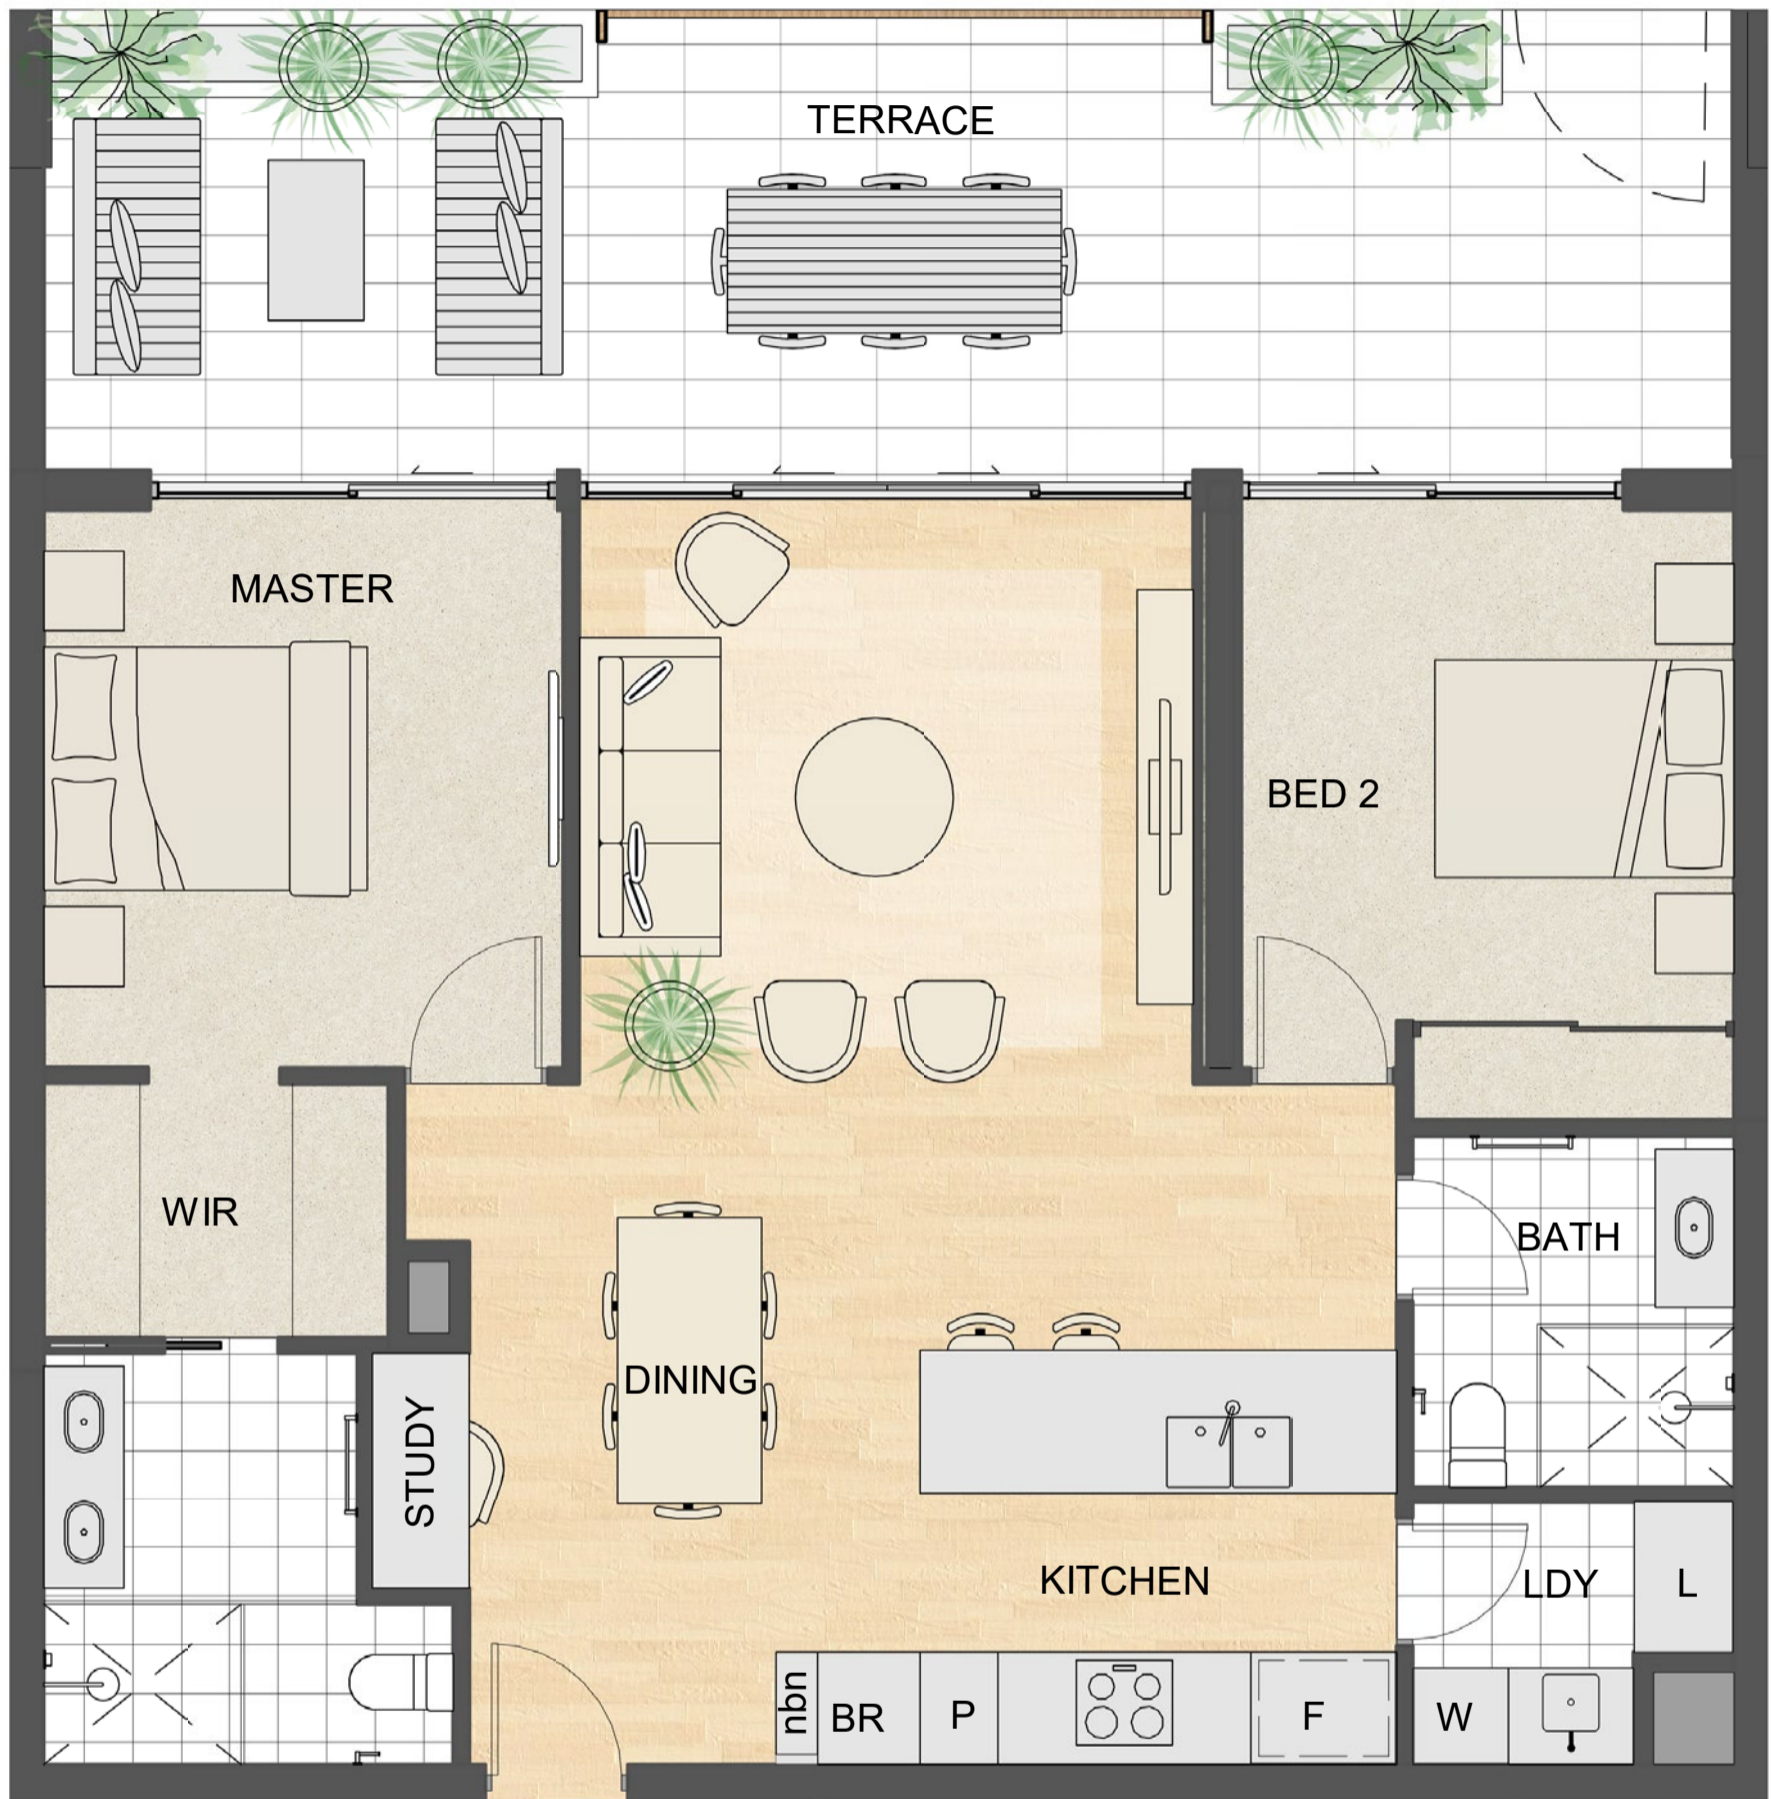 TERRACE
MASTER
BED 2
WIR
BATH
DINING
STUDY
KITCHEN
LDY
L
nbn
BR
P
F
W